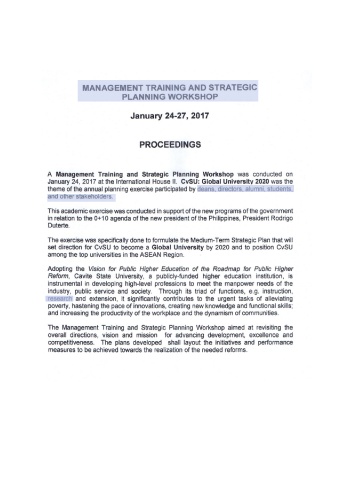 MANAGEMENT TRAINING AND STRATEGIC
PLANNING WORKSHOP
January 24-27, 2017
PROCEEDINGS
A Management Training and Strategic Planning Workshop was conducted on
January 24, 2017 at the International House II. CvSU: Global University 2020 was the
theme of the annual planning exercise participated by deans, directors, alumni, students,
and other stakeholders.
This academic exercise was conducted in support of the new programs of the government
in relation to the 0+10 agenda of the new president of the Philippines, President Rodrigo
Duterte.
The exercise was specifically done to formulate the Medium-Term Strategic Plan that will
set direction for CvSU to become a Global University by 2020 and to position CvSU
among the top universities in the ASEAN Region.
Adopting the Vision for Public Higher Education of the Roadmap for Public Higher
Reform, Cavite State University, a publicly-funded higher education institution, is
instrumental in developing high-level professions to meet the manpower needs of the
industry, public service and society. Through its triad of functions, e.g. instruction,
research and extension, it significantly contributes to the urgent tasks of alleviating
poverty, hastening the pace of innovations, creating new knowledge and functional skills;
and increasing the productivity of the workplace and the dynamism of communities.
The Management Training and Strategic Planning Workshop aimed at revisiting the
overall directions, vision and mission for advancing development, excellence and
competitiveness. The plans developed shall layout the initiatives and performance
measures to be achieved towards the realization of the needed reforms.